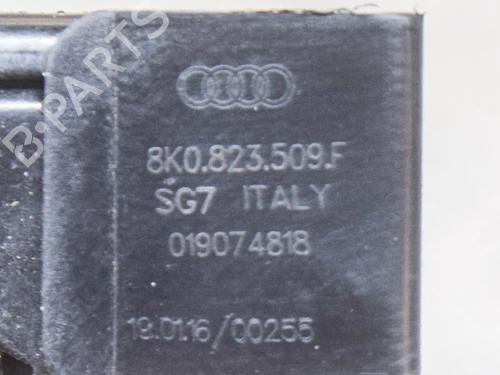 B-PARTS
8K0.823.509.F
SG7 ITALY
019074818
19.01.16/00255